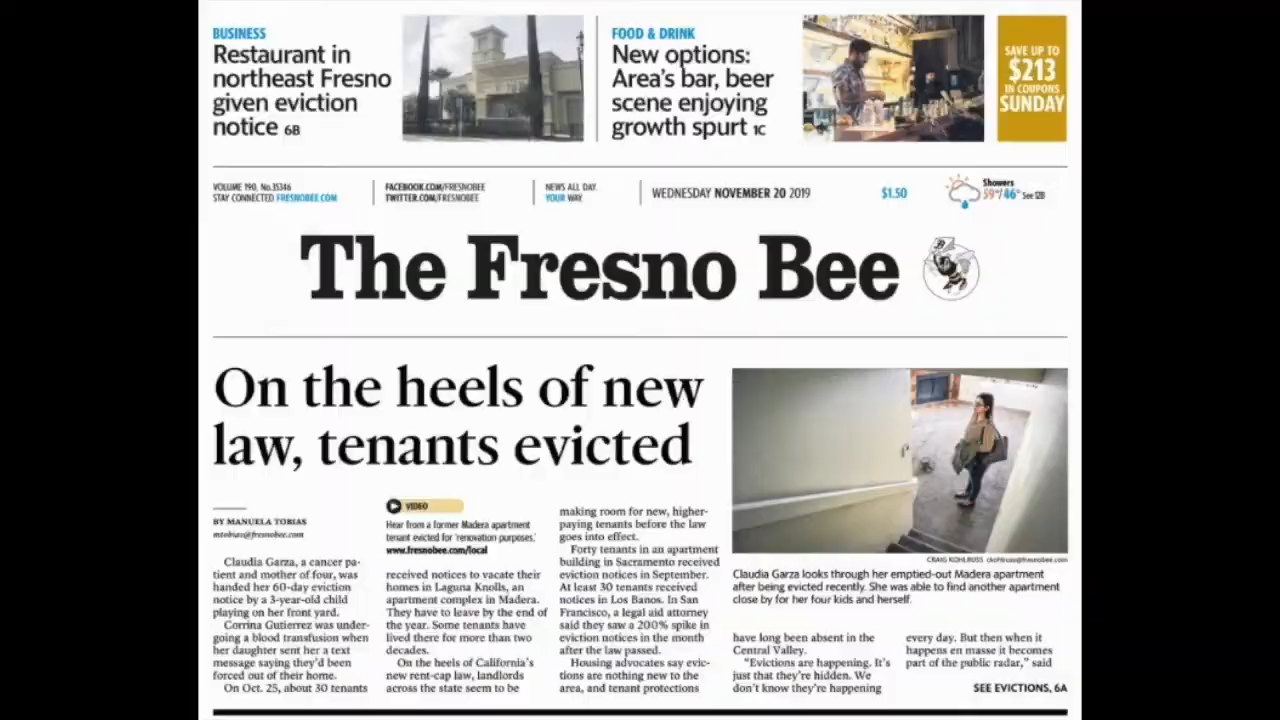 BUSINESS
Restaurant in
northeast Fresno
given eviction
notice 6B
FOOD & DRINK
New options:
Area's bar, beer
scene enjoying
growth spurt 1C
SAVE UP TO
$213
IN COUPONS
SUNDAY
VOLUME 190, No.35346
STAY CONNECTED FRESNOBEE.COM
FACEBOOK.COM/FRESNOBEE
TWITTER.COM/FRESNOBEE
NEWS ALL DAY.
YOUR WAY.
WEDNESDAY NOVEMBER 20 2019
$1.50
Showers
59°/46° See 12B
The Fresno Bee
On the heels of new
law, tenants evicted
BY MANUELA TOBIAS
mtobias@fresnobee.com
Claudia Garza, a cancer pa-
tient and mother of four, was
handed her 60-day eviction
notice by a 3-year-old child
playing on her front yard.
Corrina Gutierrez was under-
going a blood transfusion when
her daughter sent her a text
message saying they'd been
forced out of their home.
On Oct. 25, about 30 tenants
VIDEO
Hear from a former Madera apartment
tenant evicted for 'renovation purposes.'
www.fresnobee.com/local
received notices to vacate their
homes in Laguna Knolls, an
apartment complex in Madera.
They have to leave by the end of
the year. Some tenants have
lived there for more than two
decades.
On the heels of California's
new rent-cap law, landlords
across the state seem to be
making room for new, higher-
paying tenants before the law
goes into effect.
Forty tenants in an apartment
building in Sacramento received
eviction notices in September.
At least 30 tenants received
notices in Los Banos. In San
Francisco, a legal aid attorney
said they saw a 200% spike in
eviction notices in the month
after the law passed.
Housing advocates say evic-
tions are nothing new to the
area, and tenant protections
CRAIG KOHLRUSS ckohlruss@fresnobee.com
Claudia Garza looks through her emptied-out Madera apartment
after being evicted recently. She was able to find another apartment
close by for her four kids and herself.
have long been absent in the
Central Valley.
"Evictions are happening. It's
just that they're hidden. We
don't know they're happening
every day. But then when it
happens en masse it becomes
part of the public radar," said
SEE EVICTIONS, 6A